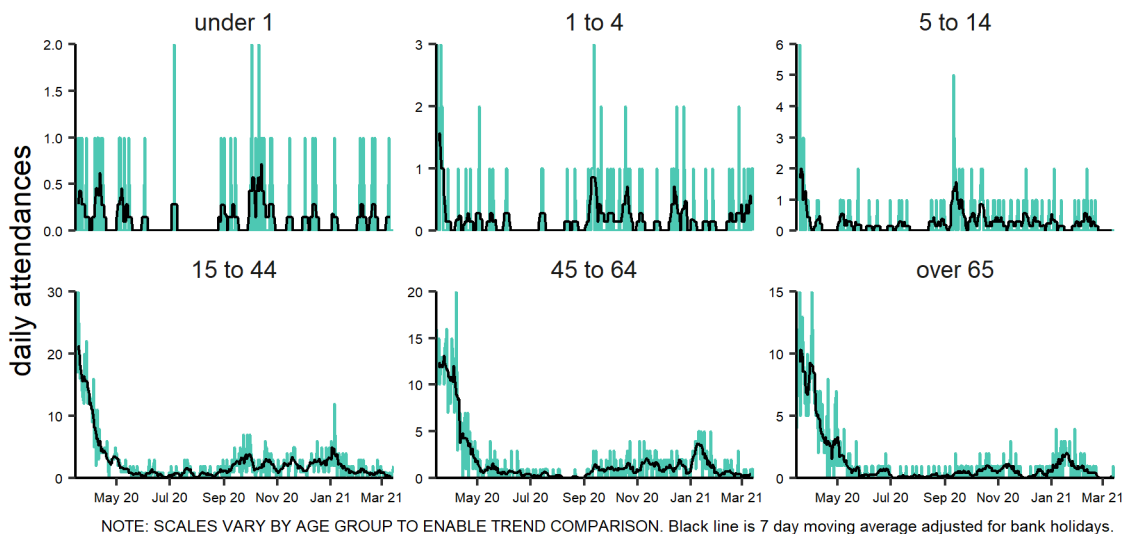 under 1
1 to 4
5 to 14
2.0
1.5
1.0
0.5
0.0
3
2
1
0
6
5
4
3
2
1
0
daily attendances
15 to 44
45 to 64
over 65
30
20
10
0
20
15
10
5
0
15
10
5
0
May 20 Jul 20 Sep 20 Nov 20 Jan 21 Mar 21
May 20 Jul 20 Sep 20 Nov 20 Jan 21 Mar 21
May 20 Jul 20 Sep 20 Nov 20 Jan 21 Mar 21
NOTE: SCALES VARY BY AGE GROUP TO ENABLE TREND COMPARISON. Black line is 7 day moving average adjusted for bank holidays.